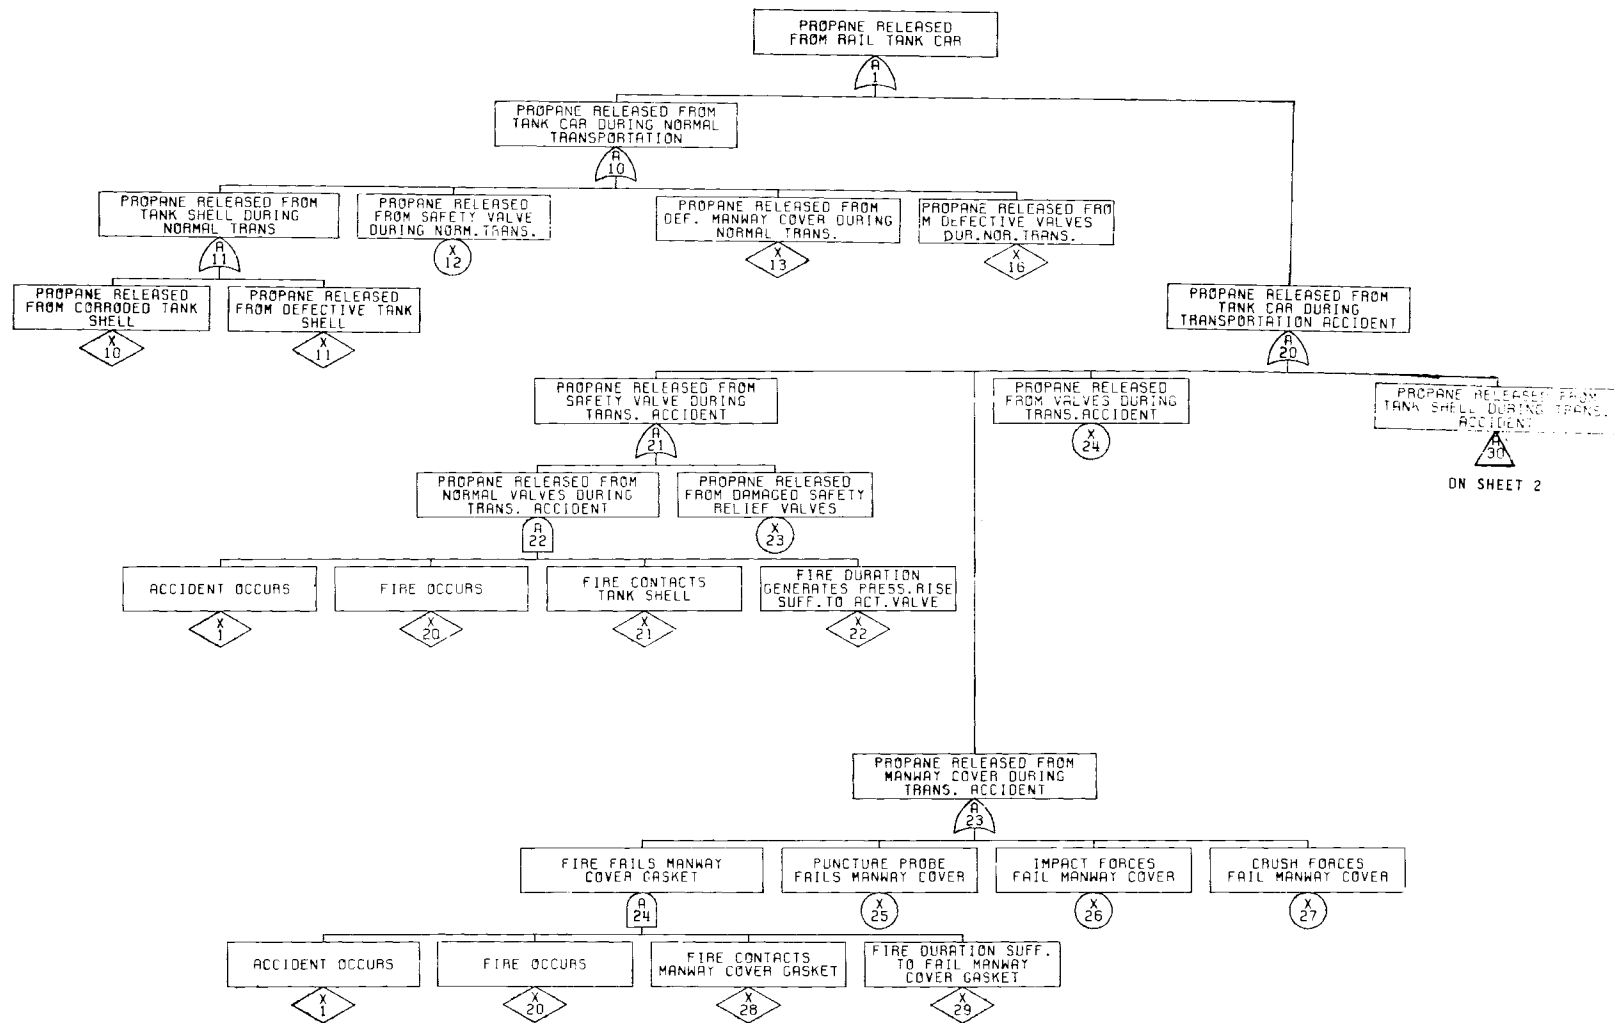 PROPANE RELEASED
FROM RAIL TANK CAR
A
1
PROPANE RELEASED FROM
TANK CAR DURING NORMAL
TRANSPORTATION
A
10
PROPANE RELEASED FROM
TANK SHELL DURING
NORMAL TRANS
A
11
PROPANE RELEASED
FROM SAFETY VALVE
DURING NORM.TRANS.
X
12
PROPANE RELEASED FROM
DEF. MANWAY COVER DURING
NORMAL TRANS.
X
13
PROPANE RELEASED FRO
M DEFECTIVE VALVES
DUR.NOR.TRANS.
X
16
PROPANE RELEASED
FROM CORRODED TANK
SHELL
X
10
PROPANE RELEASED
FROM DEFECTIVE TANK
SHELL
X
11
PROPANE RELEASED FROM
TANK CAR DURING
TRANSPORTATION ACCIDENT
A
20
PROPANE RELEASED FROM
SAFETY VALVE DURING
TRANS. ACCIDENT
A
21
PROPANE RELEASED
FROM VALVES DURING
TRANS.ACCIDENT
X
24
PROPANE RELEASED FROM
TANK SHELL DURING TRANS.
ACCIDENT
A
30
ON SHEET 2
PROPANE RELEASED FROM
NORMAL VALVES DURING
TRANS. ACCIDENT
A
22
PROPANE RELEASED
FROM DAMAGED SAFETY
RELIEF VALVES
X
23
ACCIDENT OCCURS
X
1
FIRE OCCURS
X
20
FIRE CONTACTS
TANK SHELL
X
21
FIRE DURATION
GENERATES PRESS.RISE
SUFF.TO ACT.VALVE
X
22
PROPANE RELEASED FROM
MANWAY COVER DURING
TRANS. ACCIDENT
A
23
FIRE FAILS MANWAY
COVER GASKET
A
24
PUNCTURE PROBE
FAILS MANWAY COVER
X
25
IMPACT FORCES
FAIL MANWAY COVER
X
26
CRUSH FORCES
FAIL MANWAY COVER
X
27
ACCIDENT OCCURS
X
1
FIRE OCCURS
X
20
FIRE CONTACTS
MANWAY COVER GASKET
X
28
FIRE DURATION SUFF.
TO FAIL MANWAY
COVER GASKET
X
29